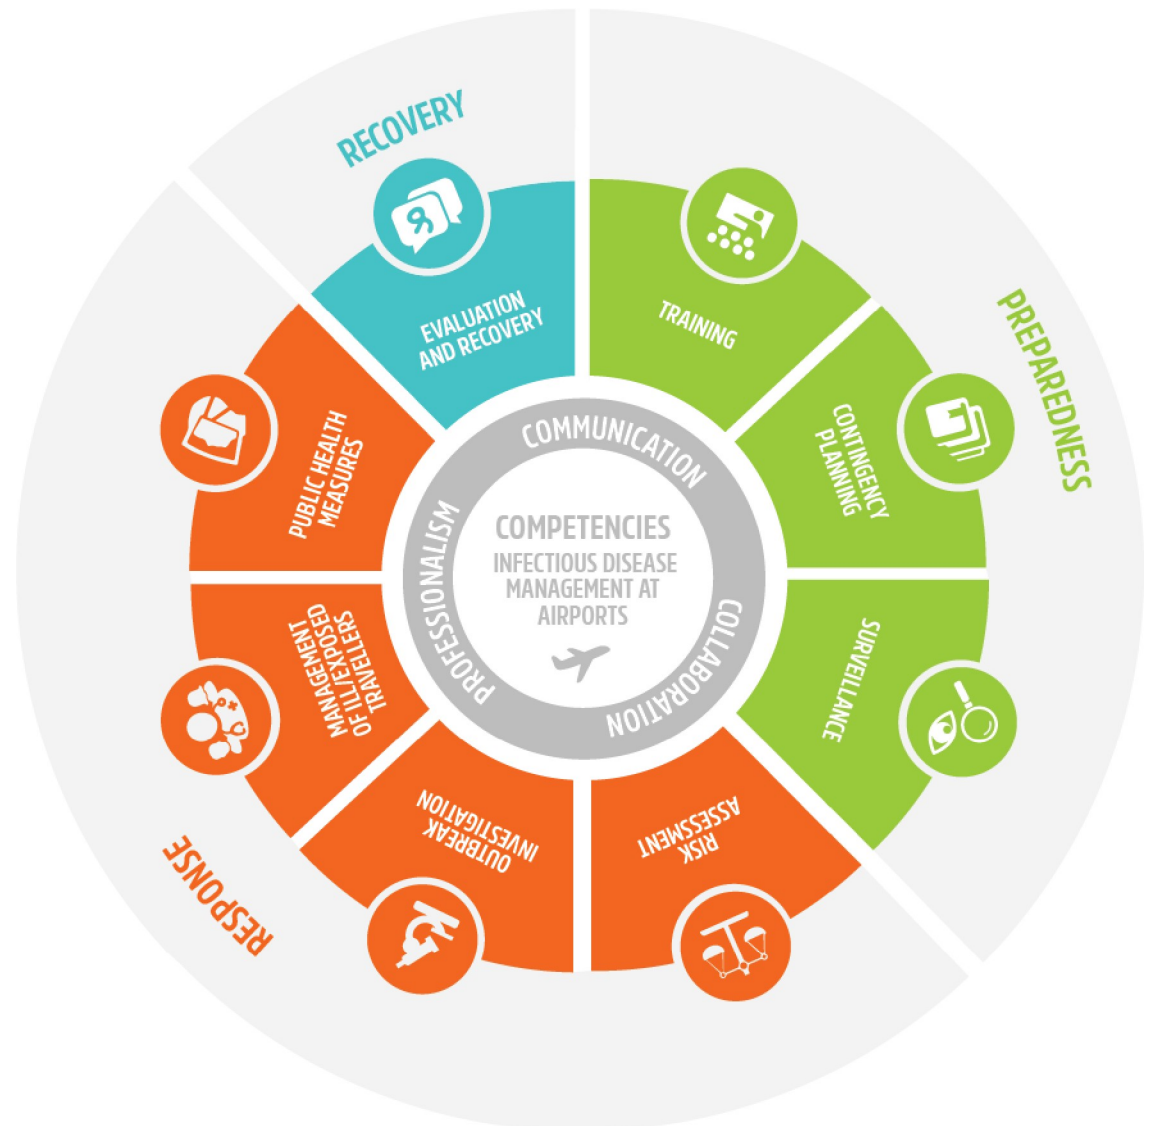 RECOVERY
EVALUATION
AND RECOVERY
TRAINING
PREPAREDNESS
CONTINGENCY
PLANNING
SURVEILLANCE
RISK
ASSESSMENT
OUTBREAK
INVESTIGATION
RESPONSE
MANAGEMENT
OF ILL/EXPOSED
TRAVELLERS
PUBLIC HEALTH
MEASURES
COMMUNICATION
COLLABORATION
PROFESSIONALISM
COMPETENCIES
INFECTIOUS DISEASE
MANAGEMENT AT
AIRPORTS